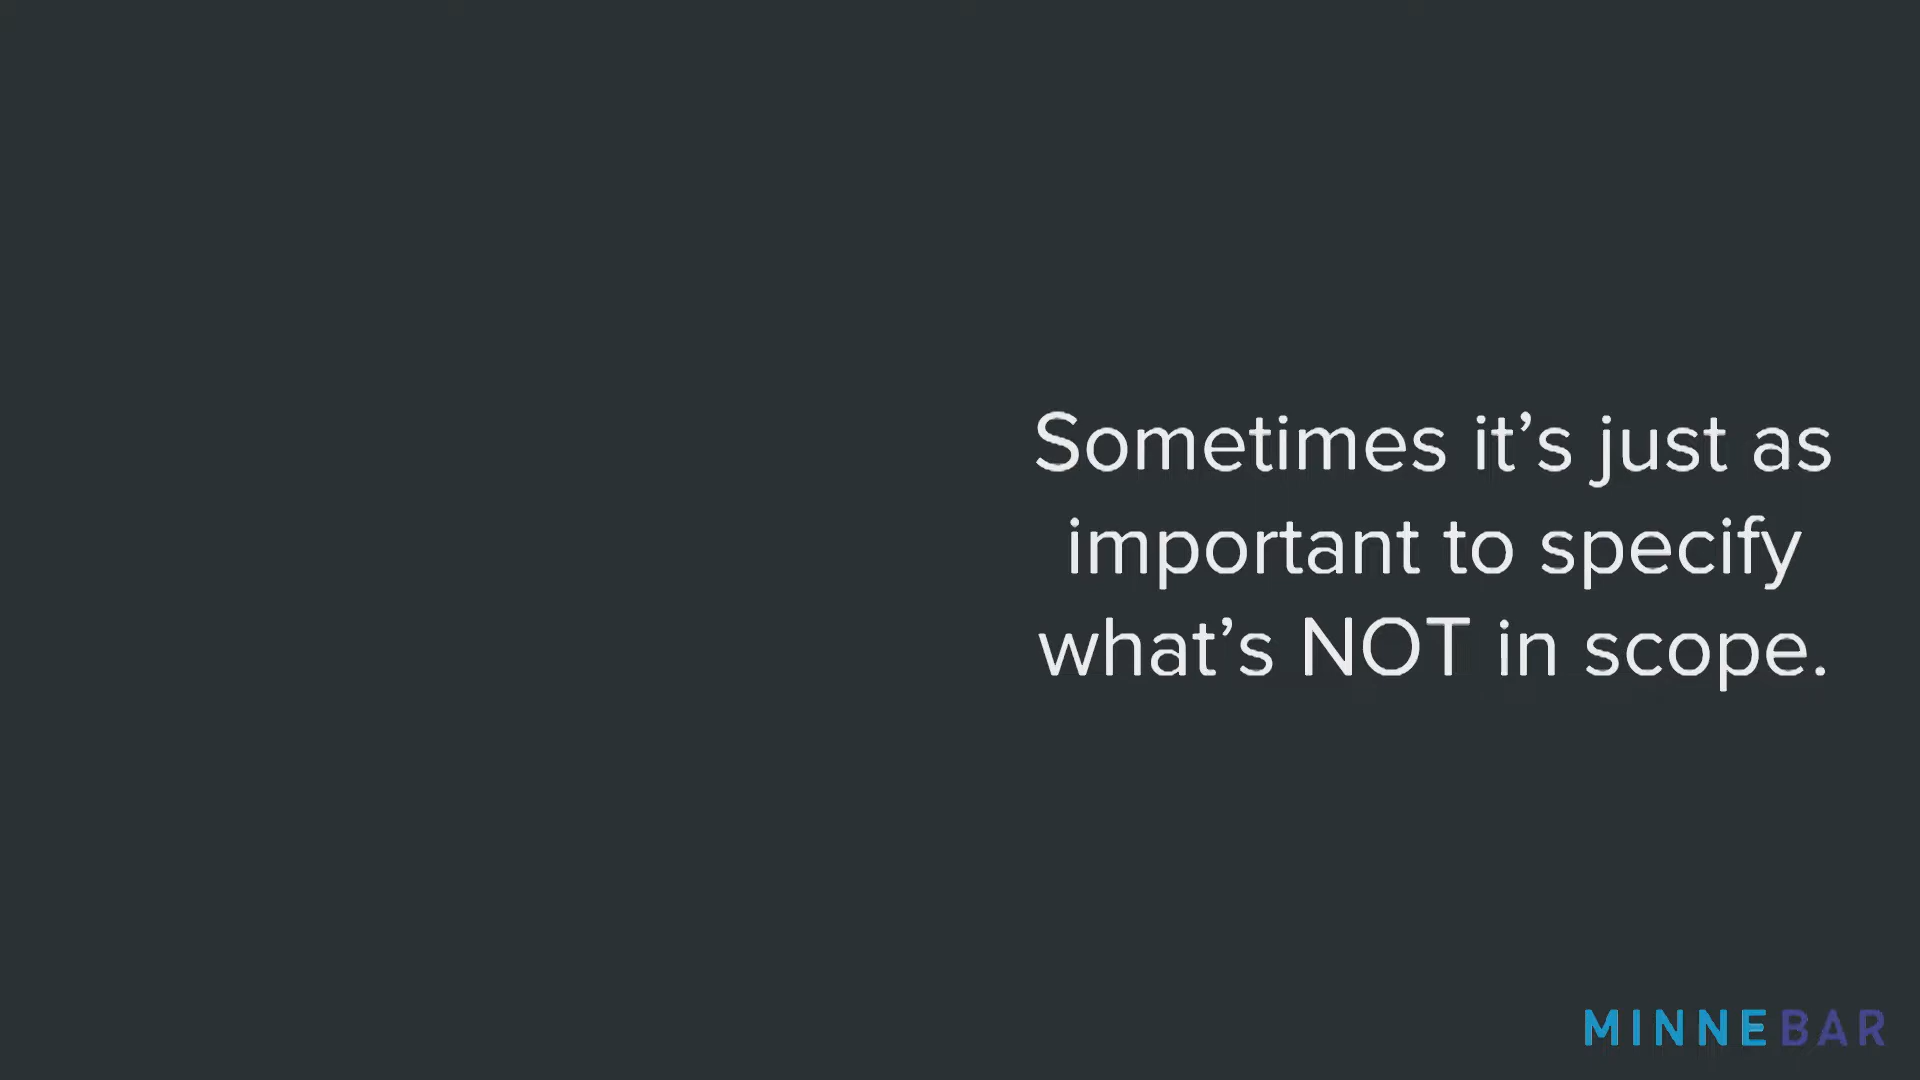 Sometimes it’s just as
important to specify
what’s NOT in scope.
MINNEBAR